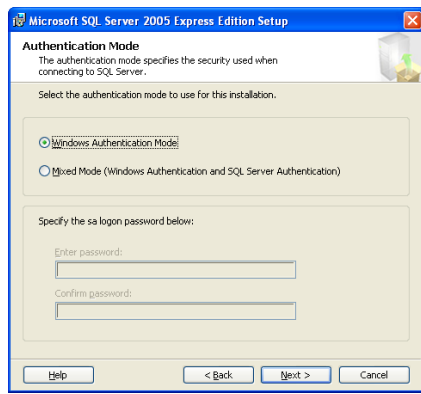 Microsoft SQL Server 2005 Express Edition Setup
Authentication Mode
The authentication mode specifies the security used when
connecting to SQL Server.
Select the authentication mode to use for this installation.
Windows Authentication Mode
Mixed Mode (Windows Authentication and SQL Server Authentication)
Specify the sa logon password below:
Enter password:
Confirm password:
Help
< Back
Next >
Cancel